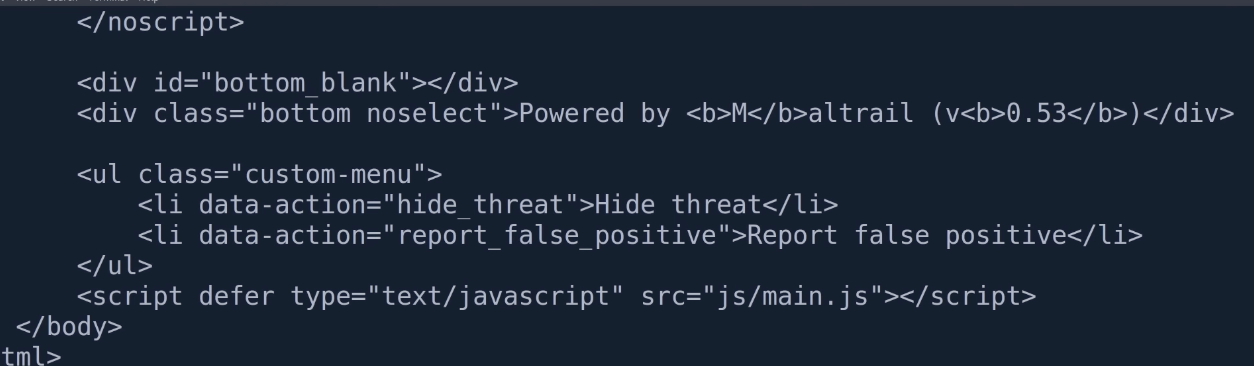 </noscript>
<div id="bottom_blank"></div>
<div class="bottom noselect">Powered by <b>M</b>altrail (v<b>0.53</b>)</div>
<ul class="custom-menu">
<li data-action="hide_threat">Hide threat</li>
<li data-action="report_false_positive">Report false positive</li>
</ul>
<script defer type="text/javascript" src="js/main.js"></script>
</body>
tml>